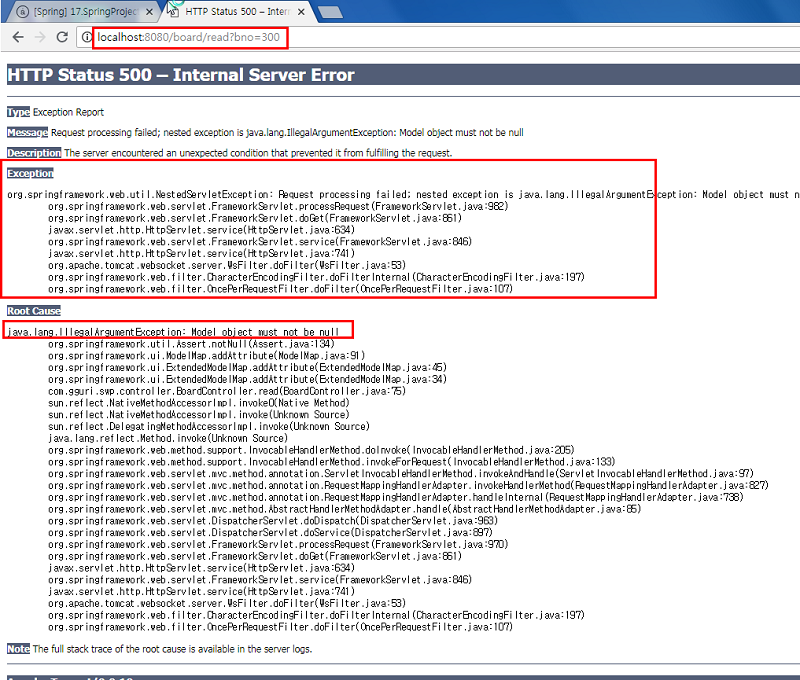 [Spring] 17.SpringProjec
HTTP Status 500 – Intern
localhost:8080/board/read?bno=300
HTTP Status 500 – Internal Server Error
Type Exception Report
Message Request processing failed; nested exception is java.lang.IllegalArgumentException: Model object must not be null
Description The server encountered an unexpected condition that prevented it from fulfilling the request.
Exception
org.springframework.web.util.NestedServletException: Request processing failed; nested exception is java.lang.IllegalArgumentException: Model object must n
org.springframework.web.servlet.FrameworkServlet.processRequest(FrameworkServlet.java:982)
org.springframework.web.servlet.FrameworkServlet.doGet(FrameworkServlet.java:861)
javax.servlet.http.HttpServlet.service(HttpServlet.java:634)
org.springframework.web.servlet.FrameworkServlet.service(FrameworkServlet.java:846)
javax.servlet.http.HttpServlet.service(HttpServlet.java:741)
org.apache.tomcat.websocket.server.WsFilter.doFilter(WsFilter.java:53)
org.springframework.web.filter.CharacterEncodingFilter.doFilterInternal(CharacterEncodingFilter.java:197)
org.springframework.web.filter.OncePerRequestFilter.doFilter(OncePerRequestFilter.java:107)
Root Cause
java.lang.IllegalArgumentException: Model object must not be null
org.springframework.util.Assert.notNull(Assert.java:134)
org.springframework.ui.ModelMap.addAttribute(ModelMap.java:91)
org.springframework.ui.ExtendedModelMap.addAttribute(ExtendedModelMap.java:45)
org.springframework.ui.ExtendedModelMap.addAttribute(ExtendedModelMap.java:34)
com.gguri.swp.controller.BoardController.read(BoardController.java:75)
sun.reflect.NativeMethodAccessorImpl.invoke0(Native Method)
sun.reflect.NativeMethodAccessorImpl.invoke(Unknown Source)
sun.reflect.DelegatingMethodAccessorImpl.invoke(Unknown Source)
java.lang.reflect.Method.invoke(Unknown Source)
org.springframework.web.method.support.InvocableHandlerMethod.doInvoke(InvocableHandlerMethod.java:205)
org.springframework.web.method.support.InvocableHandlerMethod.invokeForRequest(InvocableHandlerMethod.java:133)
org.springframework.web.servlet.mvc.method.annotation.ServletInvocableHandlerMethod.invokeAndHandle(ServletInvocableHandlerMethod.java:97)
org.springframework.web.servlet.mvc.method.annotation.RequestMappingHandlerAdapter.invokeHandlerMethod(RequestMappingHandlerAdapter.java:827)
org.springframework.web.servlet.mvc.method.annotation.RequestMappingHandlerAdapter.handleInternal(RequestMappingHandlerAdapter.java:738)
org.springframework.web.servlet.mvc.method.AbstractHandlerMethodAdapter.handle(AbstractHandlerMethodAdapter.java:85)
org.springframework.web.servlet.DispatcherServlet.doDispatch(DispatcherServlet.java:963)
org.springframework.web.servlet.DispatcherServlet.doService(DispatcherServlet.java:897)
org.springframework.web.servlet.FrameworkServlet.processRequest(FrameworkServlet.java:970)
org.springframework.web.servlet.FrameworkServlet.doGet(FrameworkServlet.java:861)
javax.servlet.http.HttpServlet.service(HttpServlet.java:634)
org.springframework.web.servlet.FrameworkServlet.service(FrameworkServlet.java:846)
javax.servlet.http.HttpServlet.service(HttpServlet.java:741)
org.apache.tomcat.websocket.server.WsFilter.doFilter(WsFilter.java:53)
org.springframework.web.filter.CharacterEncodingFilter.doFilterInternal(CharacterEncodingFilter.java:197)
org.springframework.web.filter.OncePerRequestFilter.doFilter(OncePerRequestFilter.java:107)
Note The full stack trace of the root cause is available in the server logs.